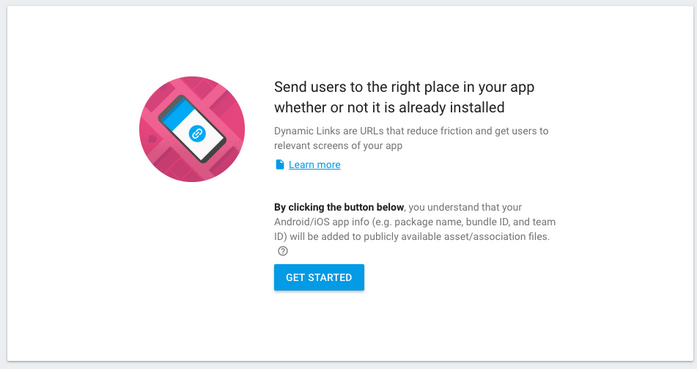 Send users to the right place in your app
whether or not it is already installed
Dynamic Links are URLs that reduce friction and get users to
relevant screens of your app
Learn more
By clicking the button below, you understand that your
Android/iOS app info (e.g. package name, bundle ID, and team
ID) will be added to publicly available asset/association files.
?
GET STARTED